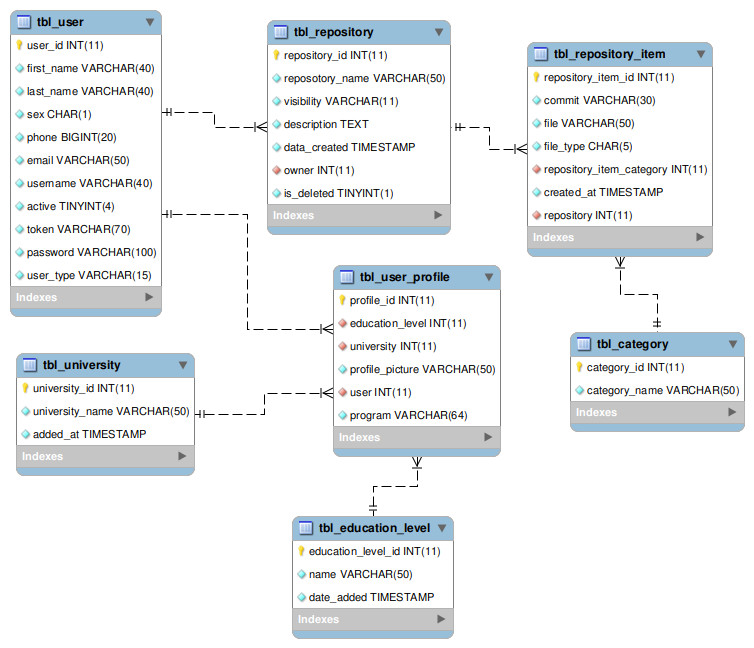 tbl_user
user_id INT(11)
first_name VARCHAR(40)
last_name VARCHAR(40)
sex CHAR(1)
phone BIGINT(20)
email VARCHAR(50)
username VARCHAR(40)
active TINYINT(4)
token VARCHAR(70)
password VARCHAR(100)
user_type VARCHAR(15)
Indexes
tbl_repository
repository_id INT(11)
reposotory_name VARCHAR(50)
visibility VARCHAR(11)
description TEXT
data_created TIMESTAMP
owner INT(11)
is_deleted TINYINT(1)
Indexes
tbl_repository_item
repository_item_id INT(11)
commit VARCHAR(30)
file VARCHAR(50)
file_type CHAR(5)
repository_item_category INT(11)
created_at TIMESTAMP
repository INT(11)
Indexes
tbl_user_profile
profile_id INT(11)
education_level INT(11)
university INT(11)
profile_picture VARCHAR(50)
user INT(11)
program VARCHAR(64)
Indexes
tbl_category
category_id INT(11)
category_name VARCHAR(50)
Indexes
tbl_university
university_id INT(11)
university_name VARCHAR(50)
added_at TIMESTAMP
Indexes
tbl_education_level
education_level_id INT(11)
name VARCHAR(50)
date_added TIMESTAMP
Indexes